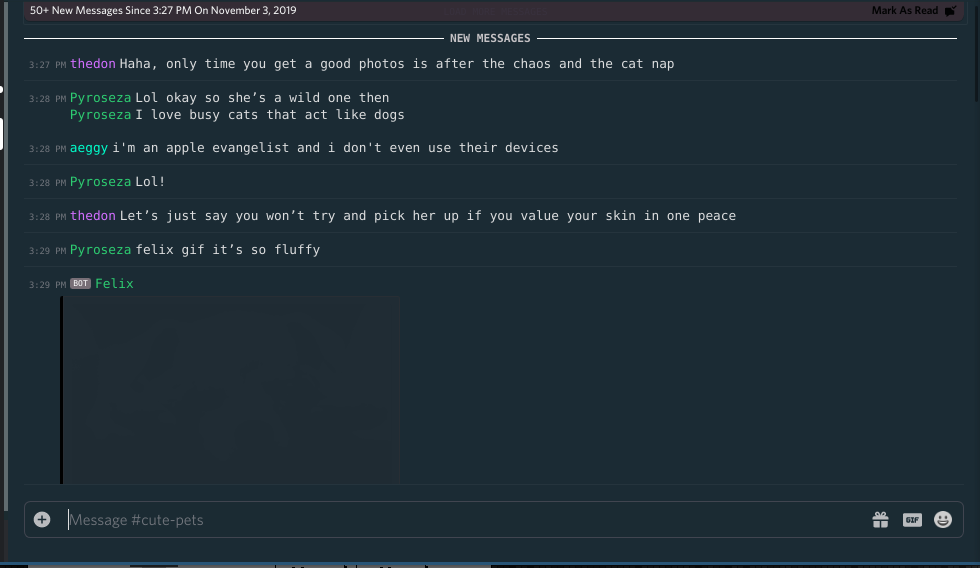 50+ New Messages Since 3:27 PM On November 3, 2019 Mark As Read
NEW MESSAGES
3:27 PM thedon Haha, only time you get a good photos is after the chaos and the cat nap
3:28 PM Pyroseza Lol okay so she’s a wild one then
Pyroseza I love busy cats that act like dogs
3:28 PM aeggy i'm an apple evangelist and i don't even use their devices
3:28 PM Pyroseza Lol!
3:28 PM thedon Let’s just say you won’t try and pick her up if you value your skin in one peace
3:29 PM Pyroseza felix gif it’s so fluffy
3:29 PM BOT Felix
Message #cute-pets
GIF